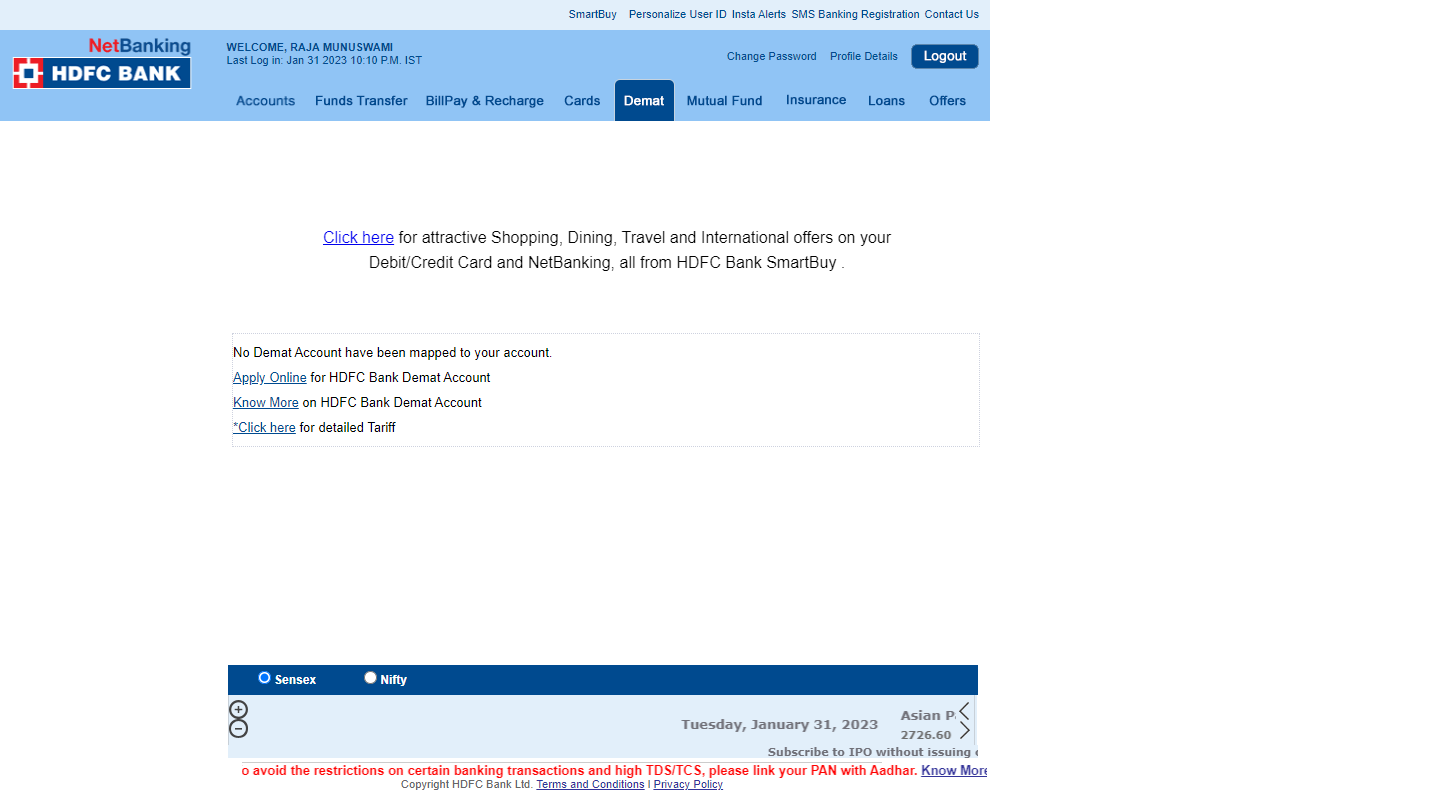 SmartBuy Personalize User ID Insta Alerts SMS Banking Registration Contact Us
NetBanking
HDFC BANK
WELCOME, RAJA MUNUSWAMI
Last Log in: Jan 31 2023 10:10 P.M. IST
Change Password Profile Details Logout
Accounts Funds Transfer BillPay & Recharge Cards Demat Mutual Fund Insurance Loans Offers
Click here for attractive Shopping, Dining, Travel and International offers on your
Debit/Credit Card and NetBanking, all from HDFC Bank SmartBuy .
No Demat Account have been mapped to your account.
Apply Online for HDFC Bank Demat Account
Know More on HDFC Bank Demat Account
*Click here for detailed Tariff
Sensex Nifty
Tuesday, January 31, 2023 Asian P
2726.60
Subscribe to IPO without issuing
o avoid the restrictions on certain banking transactions and high TDS/TCS, please link your PAN with Aadhar. Know More
Copyright HDFC Bank Ltd. Terms and Conditions I Privacy Policy